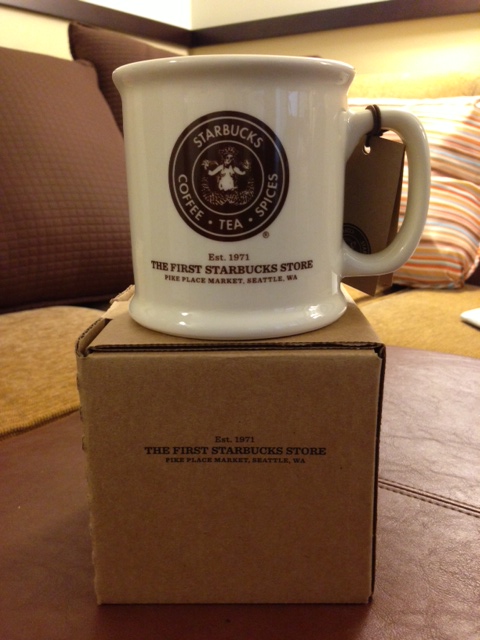 STARBUCKS
COFFEE • TEA • SPICES
®
Est. 1971
THE FIRST STARBUCKS STORE
PIKE PLACE MARKET, SEATTLE, WA
Est. 1971
THE FIRST STARBUCKS STORE
PIKE PLACE MARKET, SEATTLE, WA